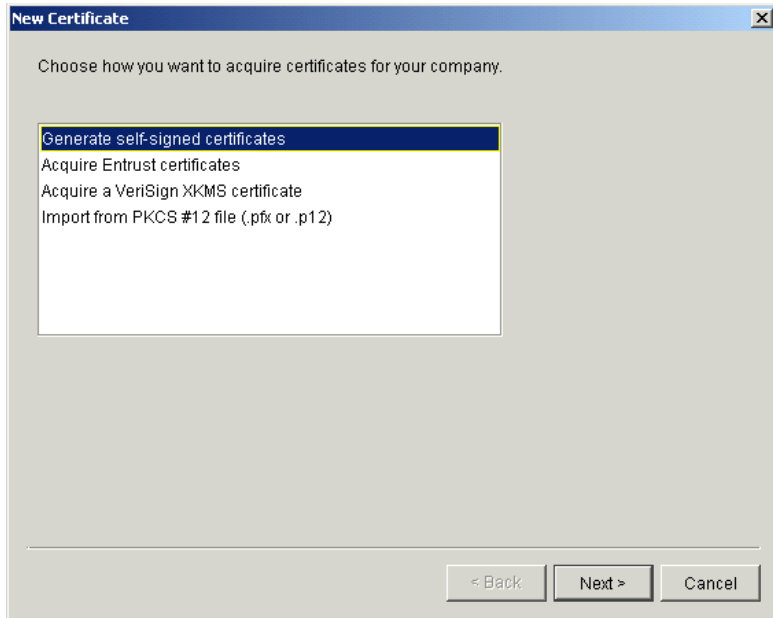 New Certificate
Choose how you want to acquire certificates for your company.
Generate self-signed certificates
Acquire Entrust certificates
Acquire a VeriSign XKMS certificate
Import from PKCS #12 file (.pfx or .p12)
< Back Next > Cancel